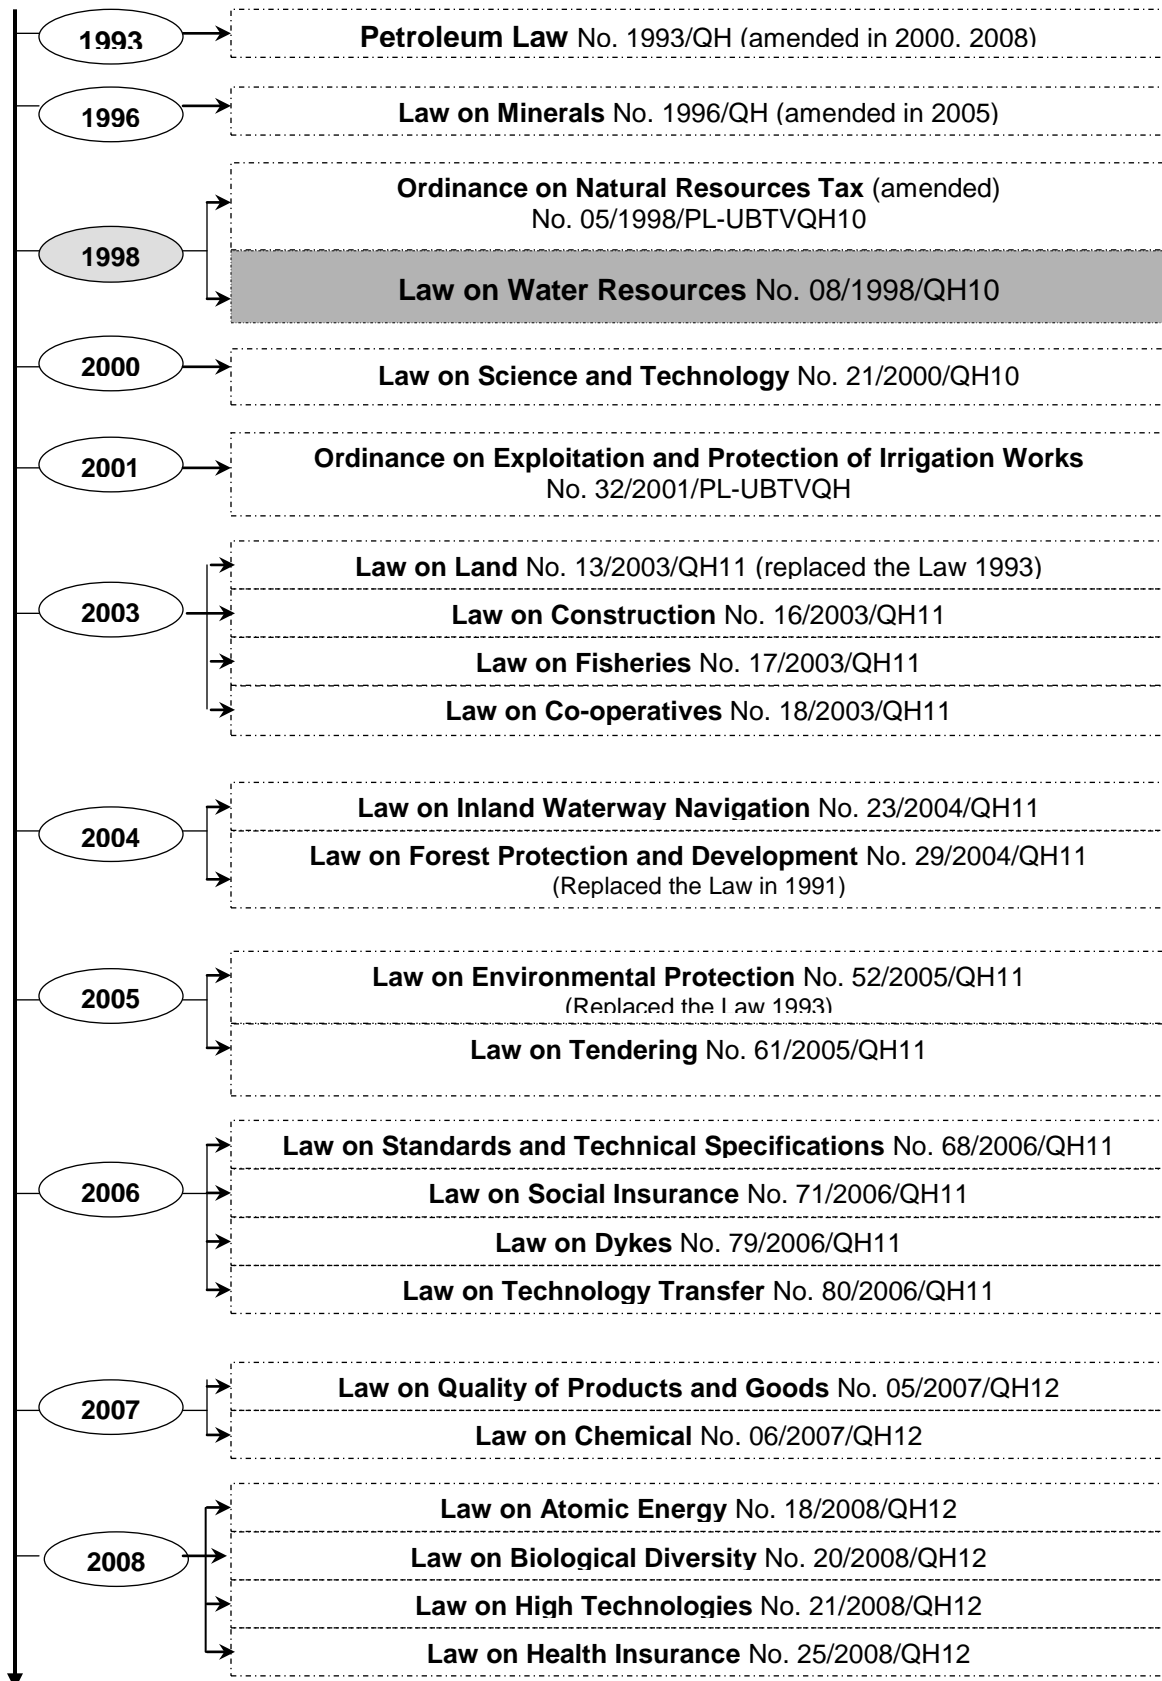 1993
Petroleum Law No. 1993/QH (amended in 2000, 2008)
1996
Law on Minerals No. 1996/QH (amended in 2005)
1998
Ordinance on Natural Resources Tax (amended)
No. 05/1998/PL-UBTVQH10
Law on Water Resources No. 08/1998/QH10
2000
Law on Science and Technology No. 21/2000/QH10
2001
Ordinance on Exploitation and Protection of Irrigation Works
No. 32/2001/PL-UBTVQH
2003
Law on Land No. 13/2003/QH11 (replaced the Law 1993)
Law on Construction No. 16/2003/QH11
Law on Fisheries No. 17/2003/QH11
Law on Co-operatives No. 18/2003/QH11
2004
Law on Inland Waterway Navigation No. 23/2004/QH11
Law on Forest Protection and Development No. 29/2004/QH11
(Replaced the Law in 1991)
2005
Law on Environmental Protection No. 52/2005/QH11
(Replaced the Law 1993)
Law on Tendering No. 61/2005/QH11
2006
Law on Standards and Technical Specifications No. 68/2006/QH11
Law on Social Insurance No. 71/2006/QH11
Law on Dykes No. 79/2006/QH11
Law on Technology Transfer No. 80/2006/QH11
2007
Law on Quality of Products and Goods No. 05/2007/QH12
Law on Chemical No. 06/2007/QH12
2008
Law on Atomic Energy No. 18/2008/QH12
Law on Biological Diversity No. 20/2008/QH12
Law on High Technologies No. 21/2008/QH12
Law on Health Insurance No. 25/2008/QH12